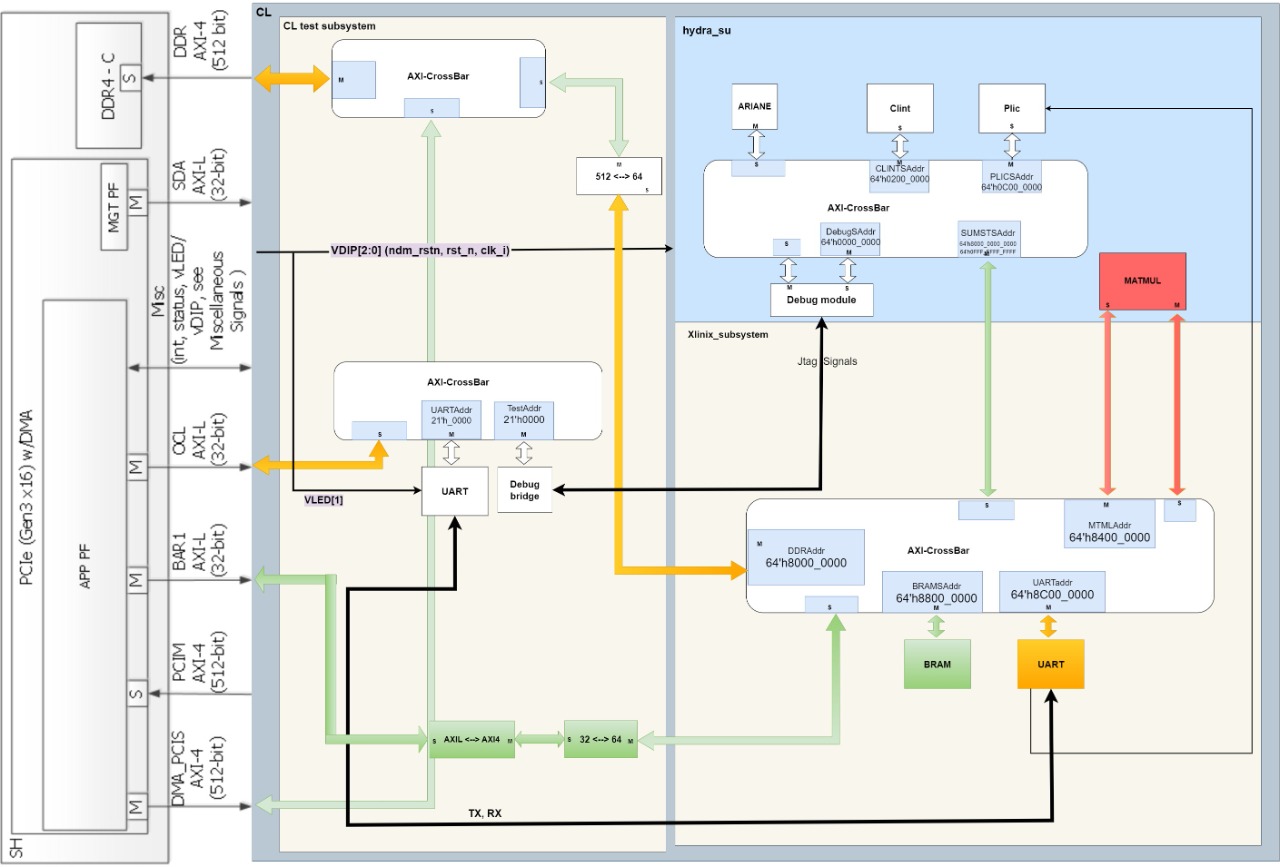 CL
CL test subsystem
hydra_su
DDR
AXI-4
(512 bit)
DDR4 - C
S
M
AXI-CrossBar
S
S
ARIANE
M
Clint
S
Plic
S
SDA
AXI-L
(32-bit)
MGT PF
M
M
512 <--> 64
S
S
M
CLINTSAddr
64'h0200_0000
M
PLICSAddr
64'h0C00_0000
AXI-CrossBar
S
DebugSAddr
64'h0000_0000
M
SUMSTSAddr
64'h8000_0000_0000
M
VDIP[2:0] (ndm_rstn, rst_n, clk_i)
M
S
Debug module
MATMUL
S
M
Misc
(int, status, vLED/
vDIP, see
Miscellaneous
Signals )
Xlinix_subsystem
Jtag Signals
AXI-CrossBar
S
UARTAddr
21'h_0000
M
TestAddr
21'h0000
M
PCIe (Gen3 x16) w/DMA
APP PF
OCL
AXI-L
(32-bit)
M
UART
Debug
bridge
VLED[1]
S
M
MTMLAddr
64'h8400_0000
S
M
DDRAddr
64'h8000_0000
AXI-CrossBar
BAR1
AXI-L
(32-bit)
M
S
BRAMSAddr
64'h8800_0000
M
UARTaddr
64'h8C00_0000
M
BRAM
UART
PCIM
AXI-4
(512-bit)
S
S
AXIL <--> AXI4
M
S
32 <--> 64
M
DMA_PCIS
AXI-4
(512-bit)
M
TX, RX
SH